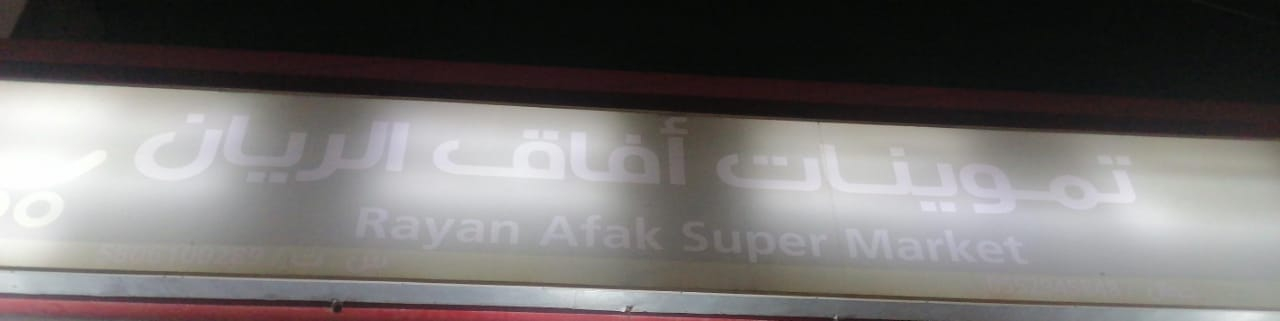 تموينات أفاق الريان
Rayan Afak Super Market